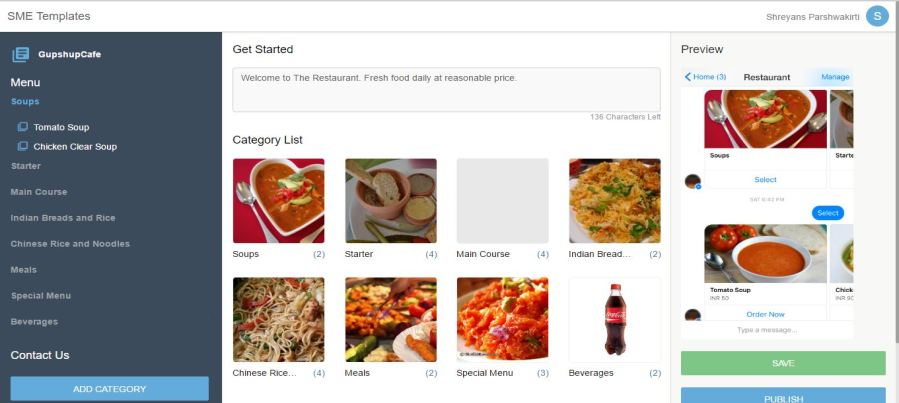 SME Templates
Shreyans Parshwakirti
S
GupshupCafe
Menu
Soups
Tomato Soup
Chicken Clear Soup
Starter
Main Course
Indian Breads and Rice
Chinese Rice and Noodles
Meals
Special Menu
Beverages
Contact Us
ADD CATEGORY
Get Started
Welcome to The Restaurant. Fresh food daily at reasonable price.
136 Characters Left
Category List
Soups (2)
Starter (4)
Main Course (4)
Indian Bread... (2)
Chinese Rice... (4)
Meals (2)
Special Menu (3)
Beverages (2)
Preview
Home (3) Restaurant Manage
Soups Starte
Select
SAT 6:42 PM
Select
Tomato Soup Chick
INR 50 INR 90
Order Now
Type a message...
SAVE
PUBLISH